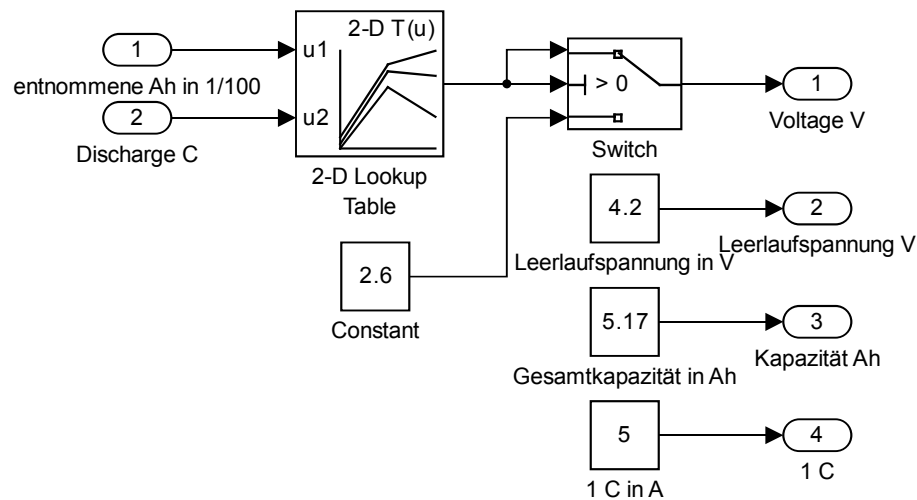 1
entnommene Ah in 1/100
2
Discharge C
2-D T(u)
u1
u2
2-D Lookup
Table
2.6
Constant
> 0
Switch
1
Voltage V
4.2
Leerlaufspannung in V
2
Leerlaufspannung V
5.17
Gesamtkapazität in Ah
3
Kapazität Ah
5
1 C in A
4
1 C